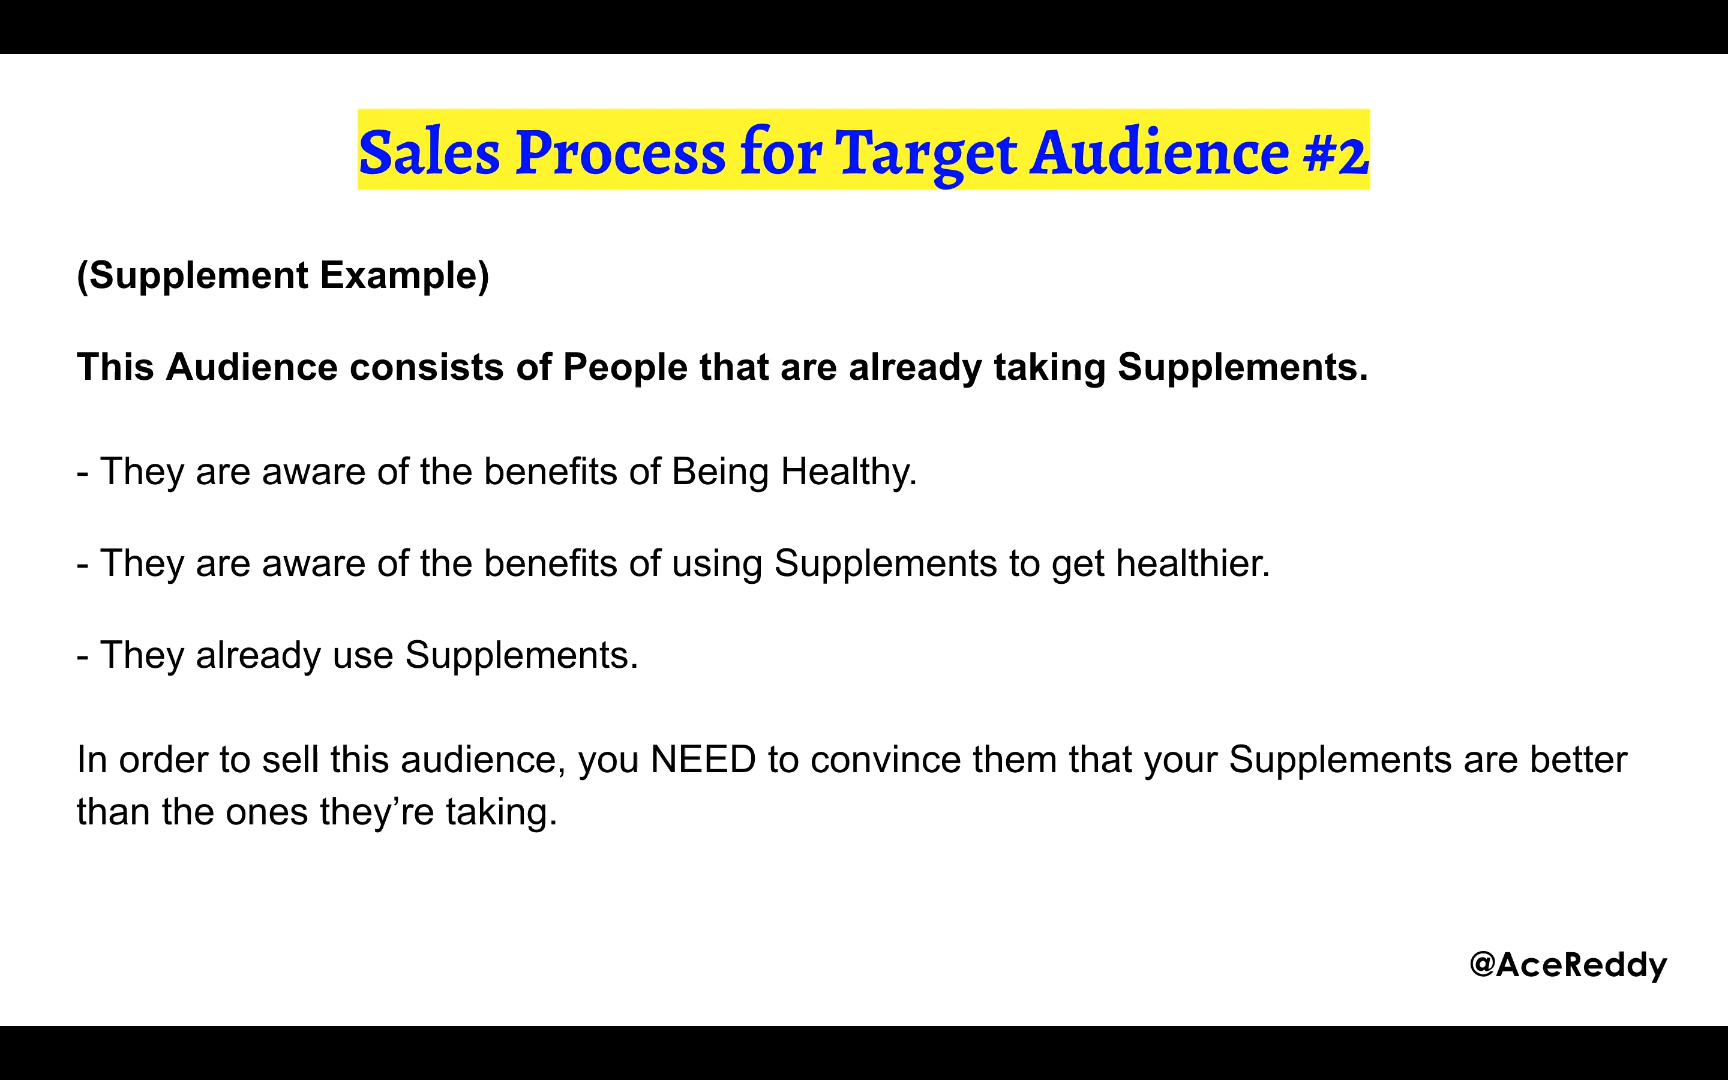 Sales Process for Target Audience #2
(Supplement Example)
This Audience consists of People that are already taking Supplements.
- They are aware of the benefits of Being Healthy.
- They are aware of the benefits of using Supplements to get healthier.
- They already use Supplements.
In order to sell this audience, you NEED to convince them that your Supplements are better
than the ones they’re taking.
@AceReddy